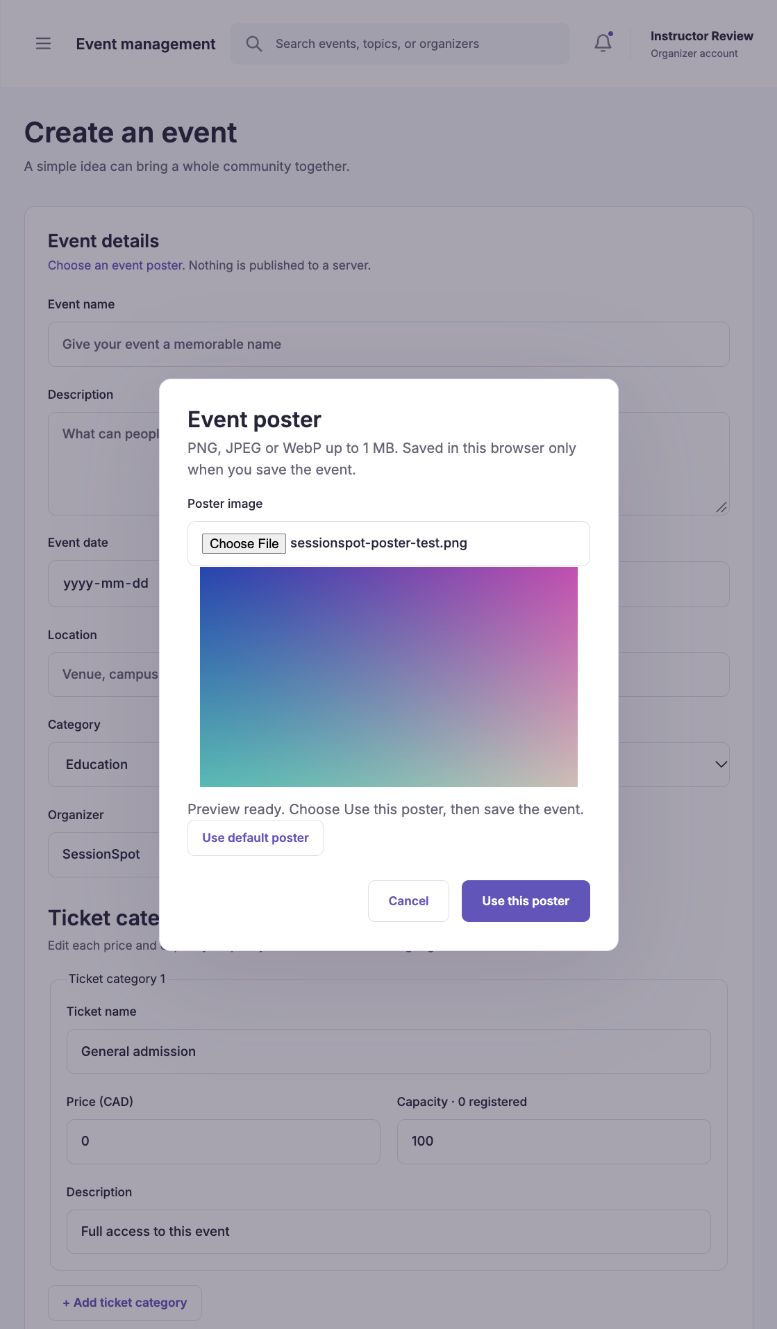 Event management
Search events, topics, or organizers
Instructor Review
Organizer account
Create an event
A simple idea can bring a whole community together.
Event details
Choose an event poster. Nothing is published to a server.
Event name
Give your event a memorable name
Description
What can
Event date
yyyy-mm-dd
Location
Venue, campus
Category
Education
Organizer
SessionSpot
Event poster
PNG, JPEG or WebP up to 1 MB. Saved in this browser only
when you save the event.
Poster image
Choose File sessionspot-poster-test.png
Preview ready. Choose Use this poster, then save the event.
Use default poster
Cancel
Use this poster
Ticket
Edit each price and
Ticket category 1
Ticket name
General admission
Price (CAD)
Capacity · 0 registered
0
100
Description
Full access to this event
+ Add ticket category